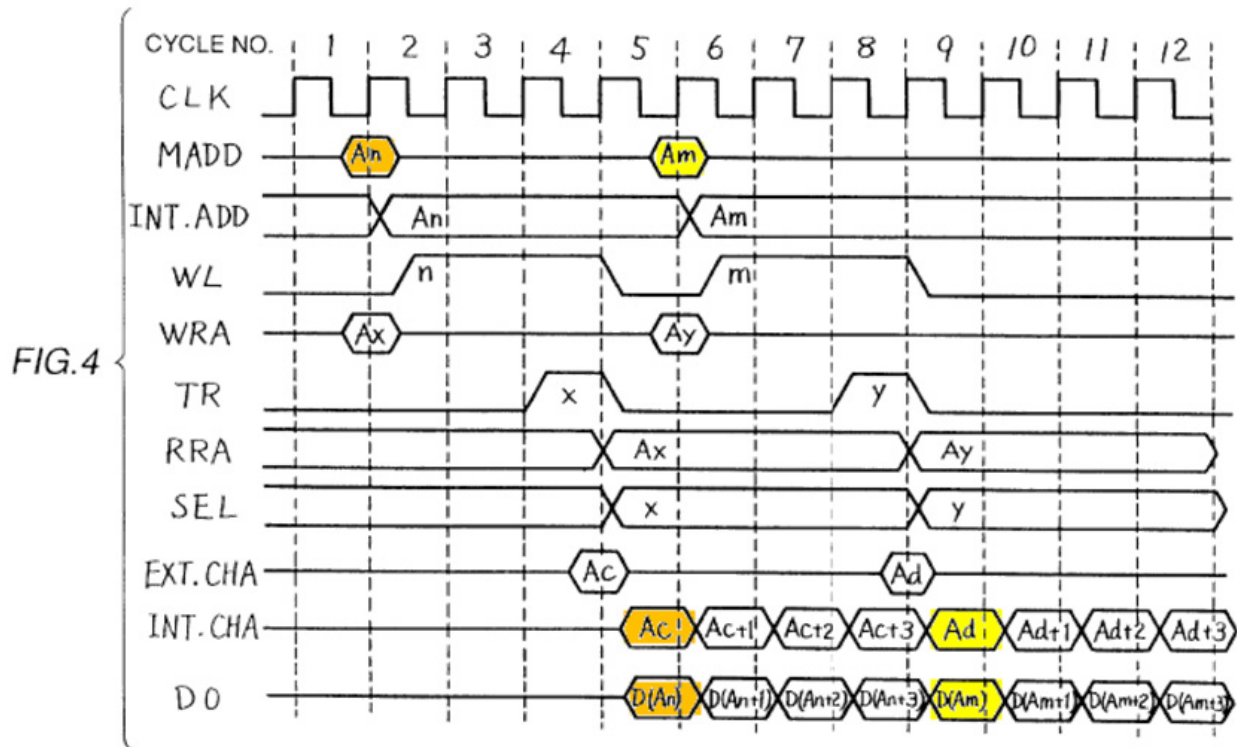 CYCLE NO. 1 2 3 4 5 6 7 8 9 10 11 12
CLK
MADD An Am
INT.ADD An Am
WL n m
WRA Ax Ay
FIG.4
TR x y
RRA Ax Ay
SEL x y
EXT.CHA Ac Ad
INT.CHA Ac Ac+1 Ac+2 Ac+3 Ad Ad+1 Ad+2 Ad+3
DO D(An) D(An+1) D(An+2) D(An+3) D(Am) D(Am+1) D(Am+2) D(Am+3)